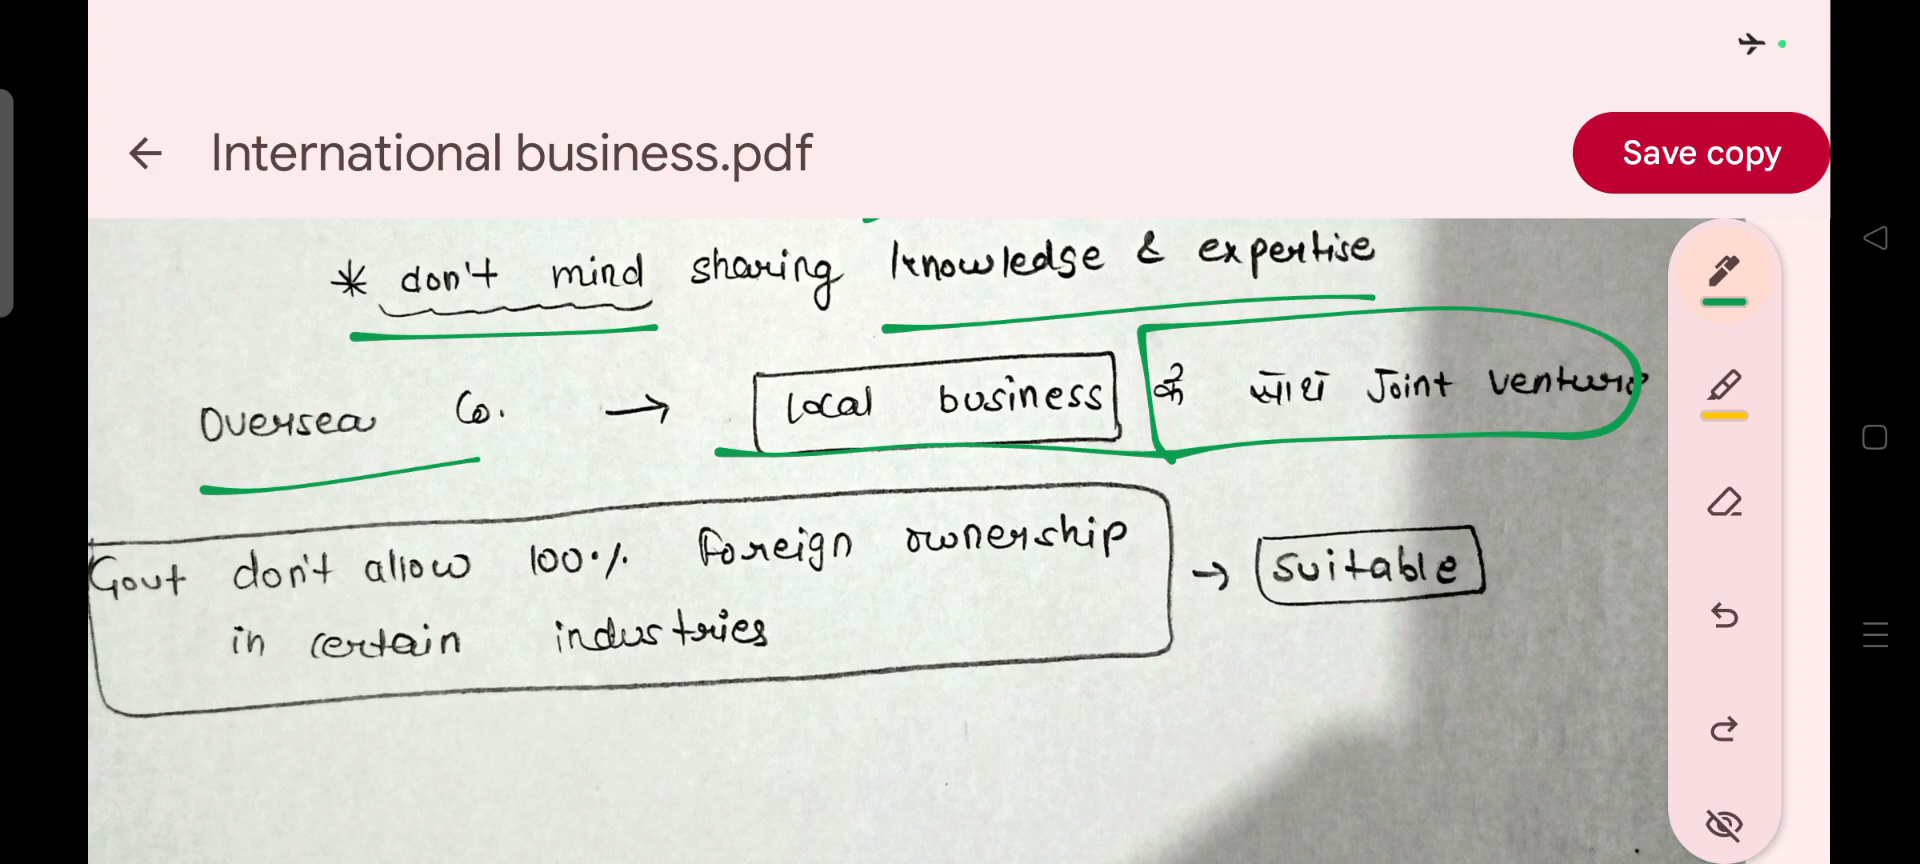 International business.pdf
Save copy
* don't mind sharing knowledge & expertise
Oversea Co. → Local business के साथ Joint venture
Govt don't allow 100% Foreign ownership
in certain industries
→ Suitable